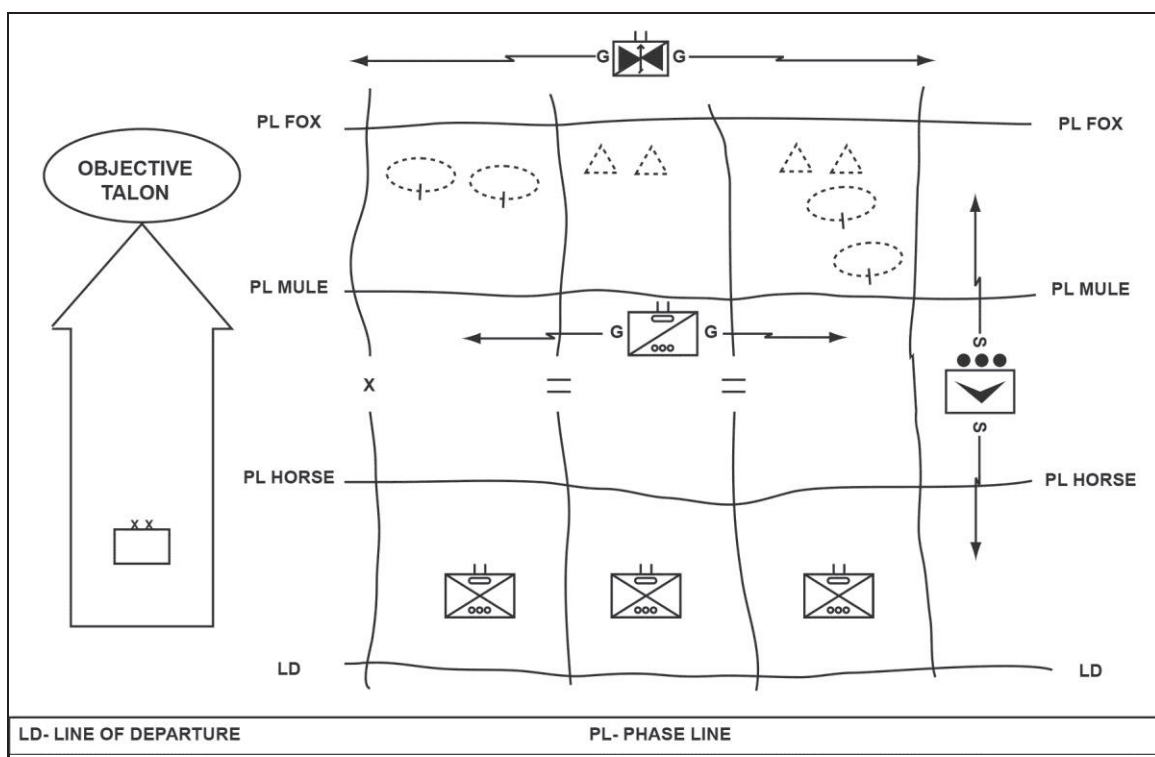 G G
PL FOX PL FOX
OBJECTIVE
TALON
PL MULE PL MULE
G G
S
X
S
PL HORSE PL HORSE
X X
LD LD
LD- LINE OF DEPARTURE PL- PHASE LINE